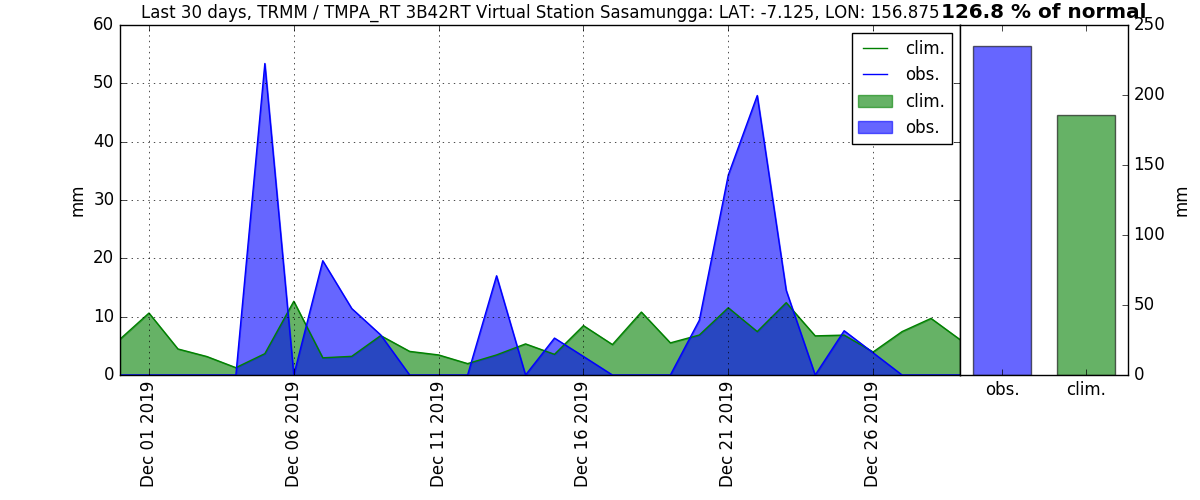 Last 30 days, TRMM / TMPA_RT 3B42RT Virtual Station Sasamungga: LAT: -7.125, LON: 156.875
126.8 % of normal
60
50
40
30
20
10
0
mm
clim.
obs.
clim.
obs.
Dec 01 2019
Dec 06 2019
Dec 11 2019
Dec 16 2019
Dec 21 2019
Dec 26 2019
250
200
150
100
50
0
mm
obs.
clim.